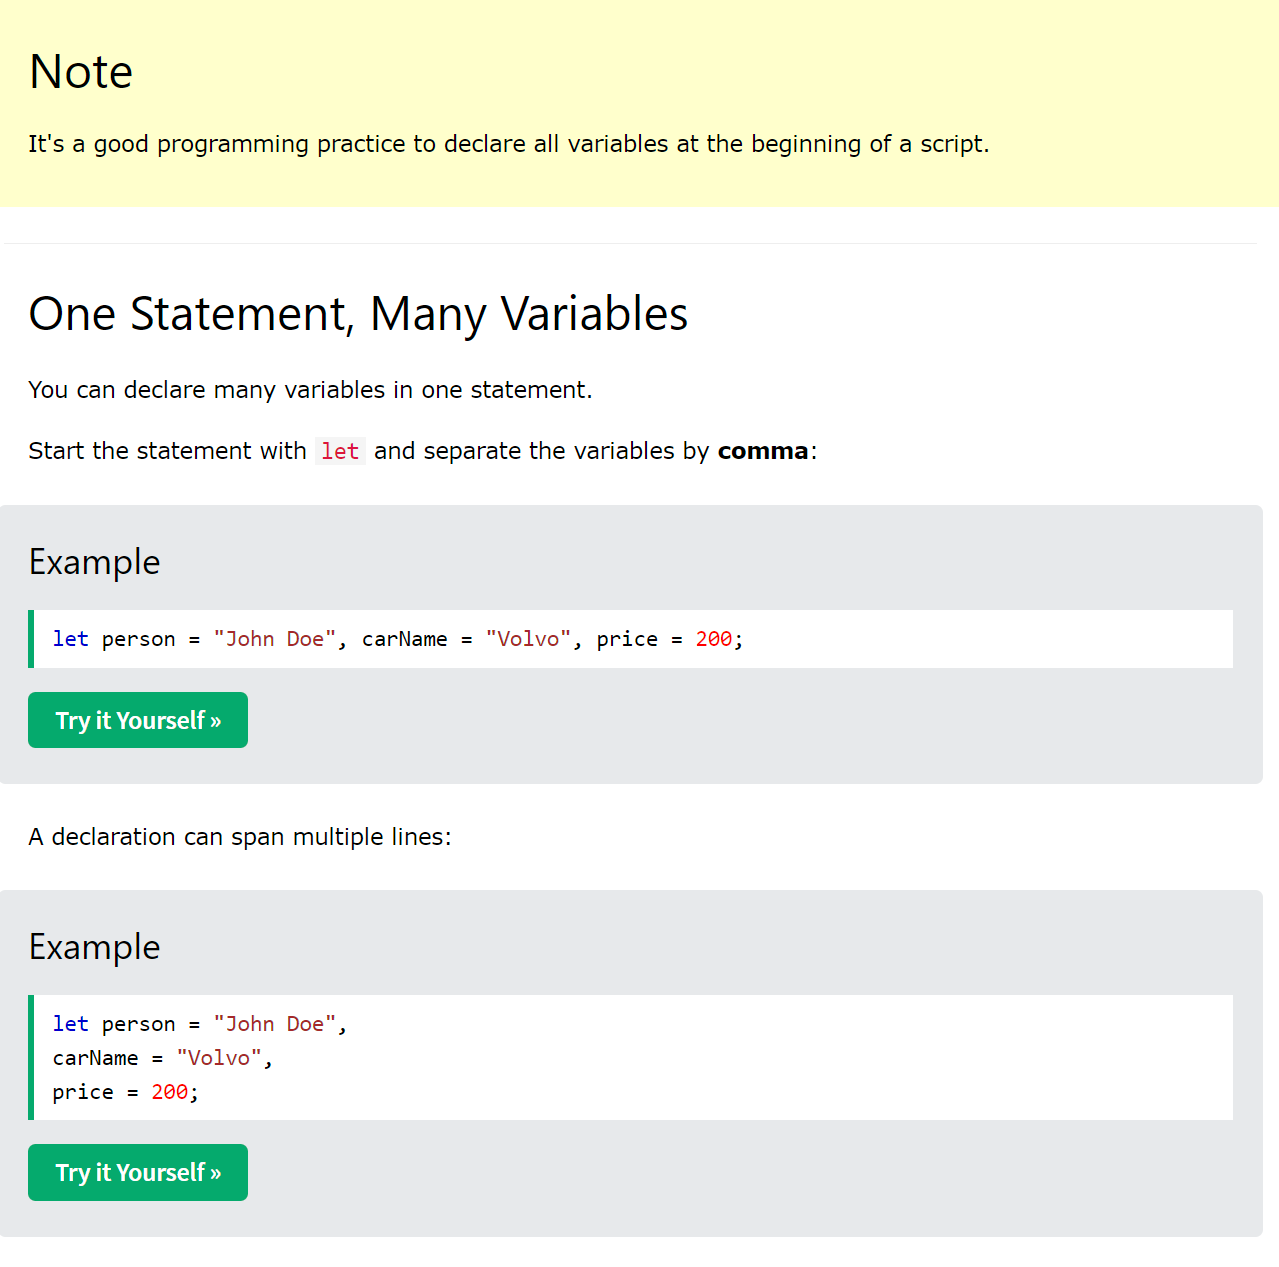 Note
It's a good programming practice to declare all variables at the beginning of a script.
One Statement, Many Variables
You can declare many variables in one statement.
Start the statement with let and separate the variables by comma:
Example
let person = "John Doe", carName = "Volvo", price = 200;
Try it Yourself »
A declaration can span multiple lines:
Example
let person = "John Doe",
carName = "Volvo",
price = 200;
Try it Yourself »